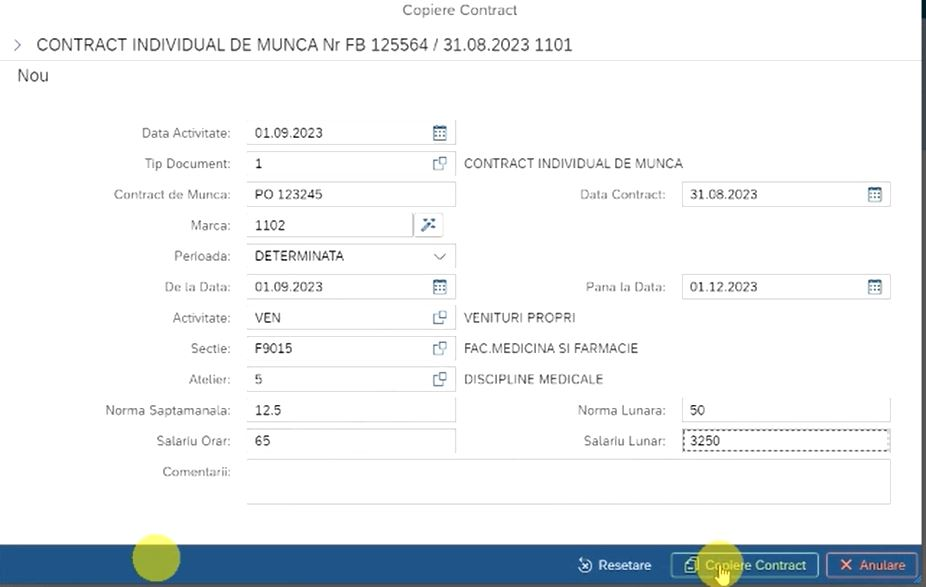 Copiere Contract
CONTRACT INDIVIDUAL DE MUNCA Nr FB 125564 / 31.08.2023 1101
Nou
Data Activitate: 01.09.2023
Tip Document: 1 CONTRACT INDIVIDUAL DE MUNCA
Contract de Munca: PO 123245 Data Contract: 31.08.2023
Marca: 1102
Perioada: DETERMINATA
De la Data: 01.09.2023 Pana la Data: 01.12.2023
Activitate: VEN VENITURI PROPRI
Sectie: F9015 FAC.MEDICINA SI FARMACIE
Atelier: 5 DISCIPLINE MEDICALE
Norma Saptamanala: 12.5 Norma Lunara: 50
Salariu Orar: 65 Salariu Lunar: 3250
Comentarii:
Resetare Copiere Contract Anulare